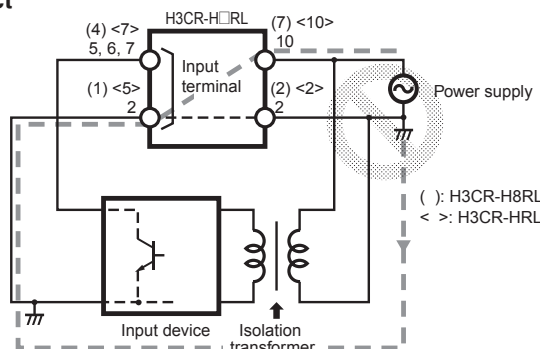 ct
H3CR-H□RL
(4) <7>
5, 6, 7
(7) <10>
10
Input
terminal
(1) <5>
2
(2) <2>
2
Power supply
( ): H3CR-H8RL
< >: H3CR-HRL
Input device
Isolation
transformer